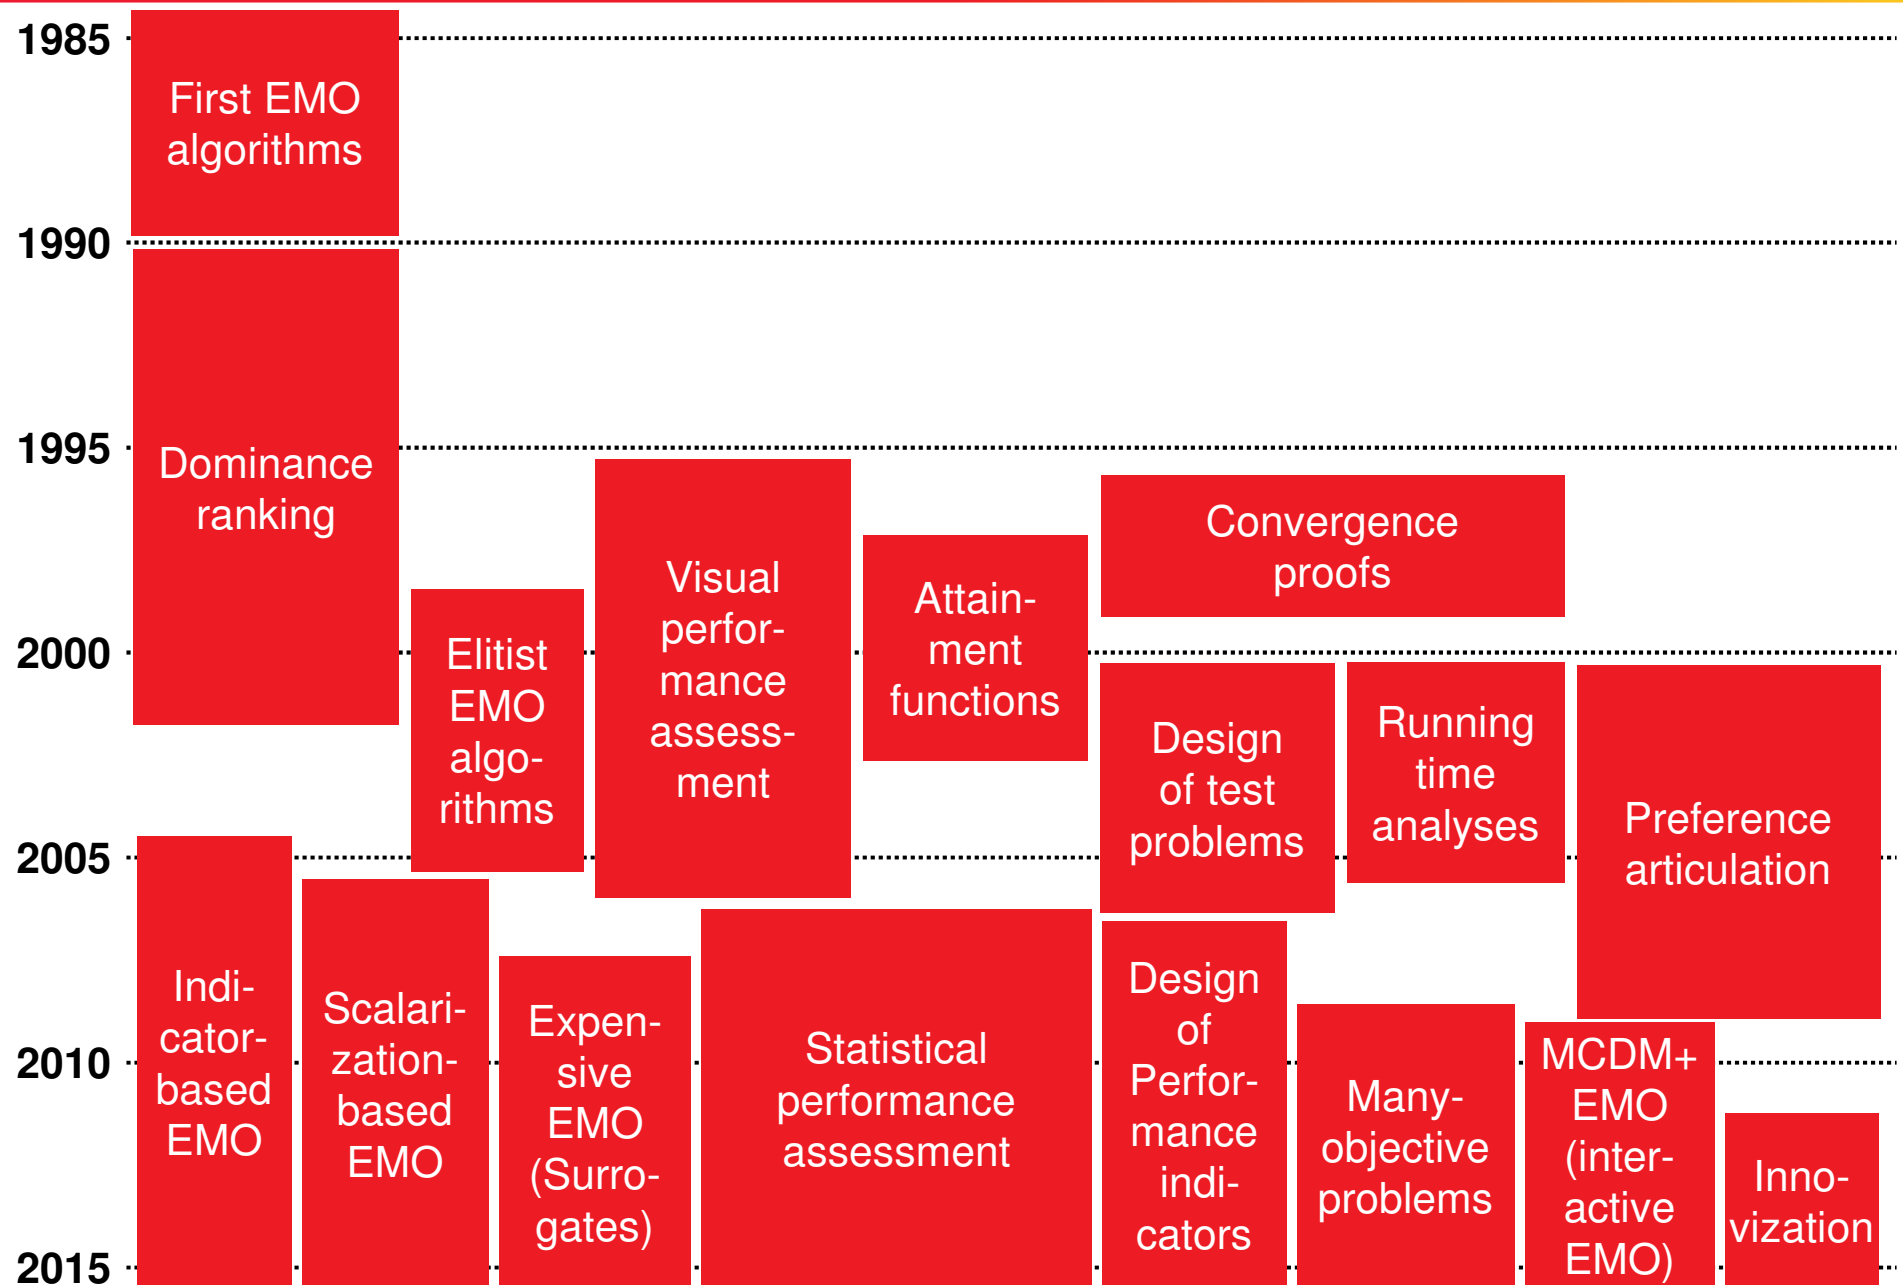 1985
First EMO
algorithms
1990
Dominance
ranking
1995
Convergence
proofs
Visual
perfor-
mance
assess-
ment
Attain-
ment
functions
2000
Elitist
EMO
algo-
rithms
Design
of test
problems
Running
time
analyses
Preference
articulation
2005
Indi-
cator-
based
EMO
Scalari-
zation-
based
EMO
Expen-
sive
EMO
(Surro-
gates)
Statistical
performance
assessment
Design
of
Perfor-
mance
indi-
cators
2010
Many-
objective
problems
MCDM+
EMO
(inter-
active
EMO)
Inno-
vization
2015